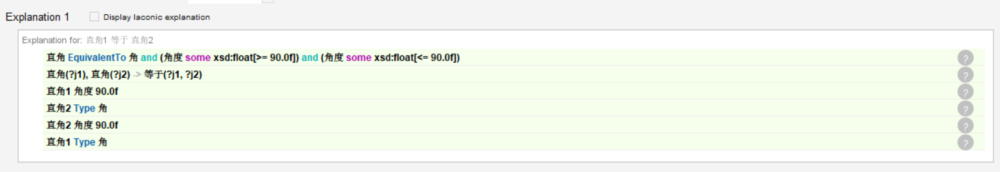 Explanation 1 Display laconic explanation
Explanation for: 直角1 等于 直角2
直角 EquivalentTo 角 and (角度 some xsd:float[>= 90.0f]) and (角度 some xsd:float[<= 90.0f])
?
直角(?j1), 直角(?j2) -> 等于(?j1, ?j2)
?
直角1 角度 90.0f
?
直角2 Type 角
?
直角2 角度 90.0f
?
直角1 Type 角
?